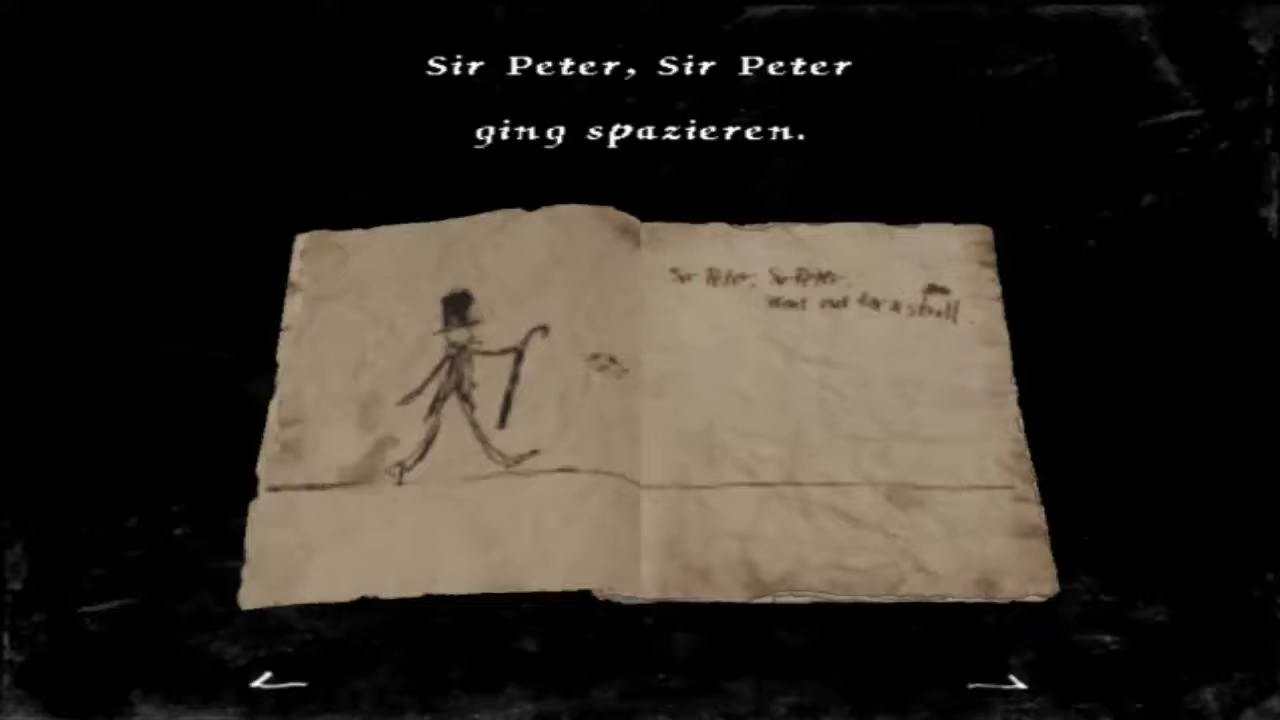 Sir Peter, Sir Peter
ging spazieren.
Sir Peter, Sir Peter,
went out for a stroll.